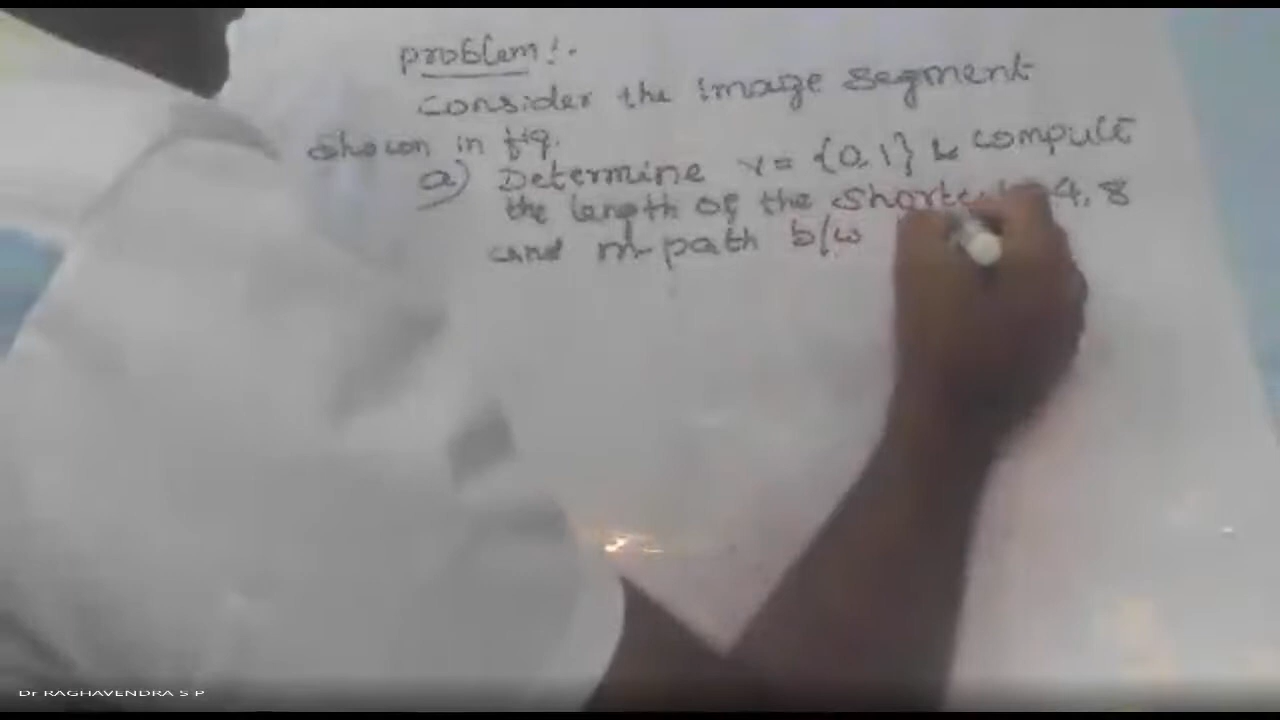 problem:-
Consider the image segment
shown in fig.
a) Determine V = {0,1} & compute
the length of the 4, 8
and m-path b/w
Dr RAGHAVENDRA S P